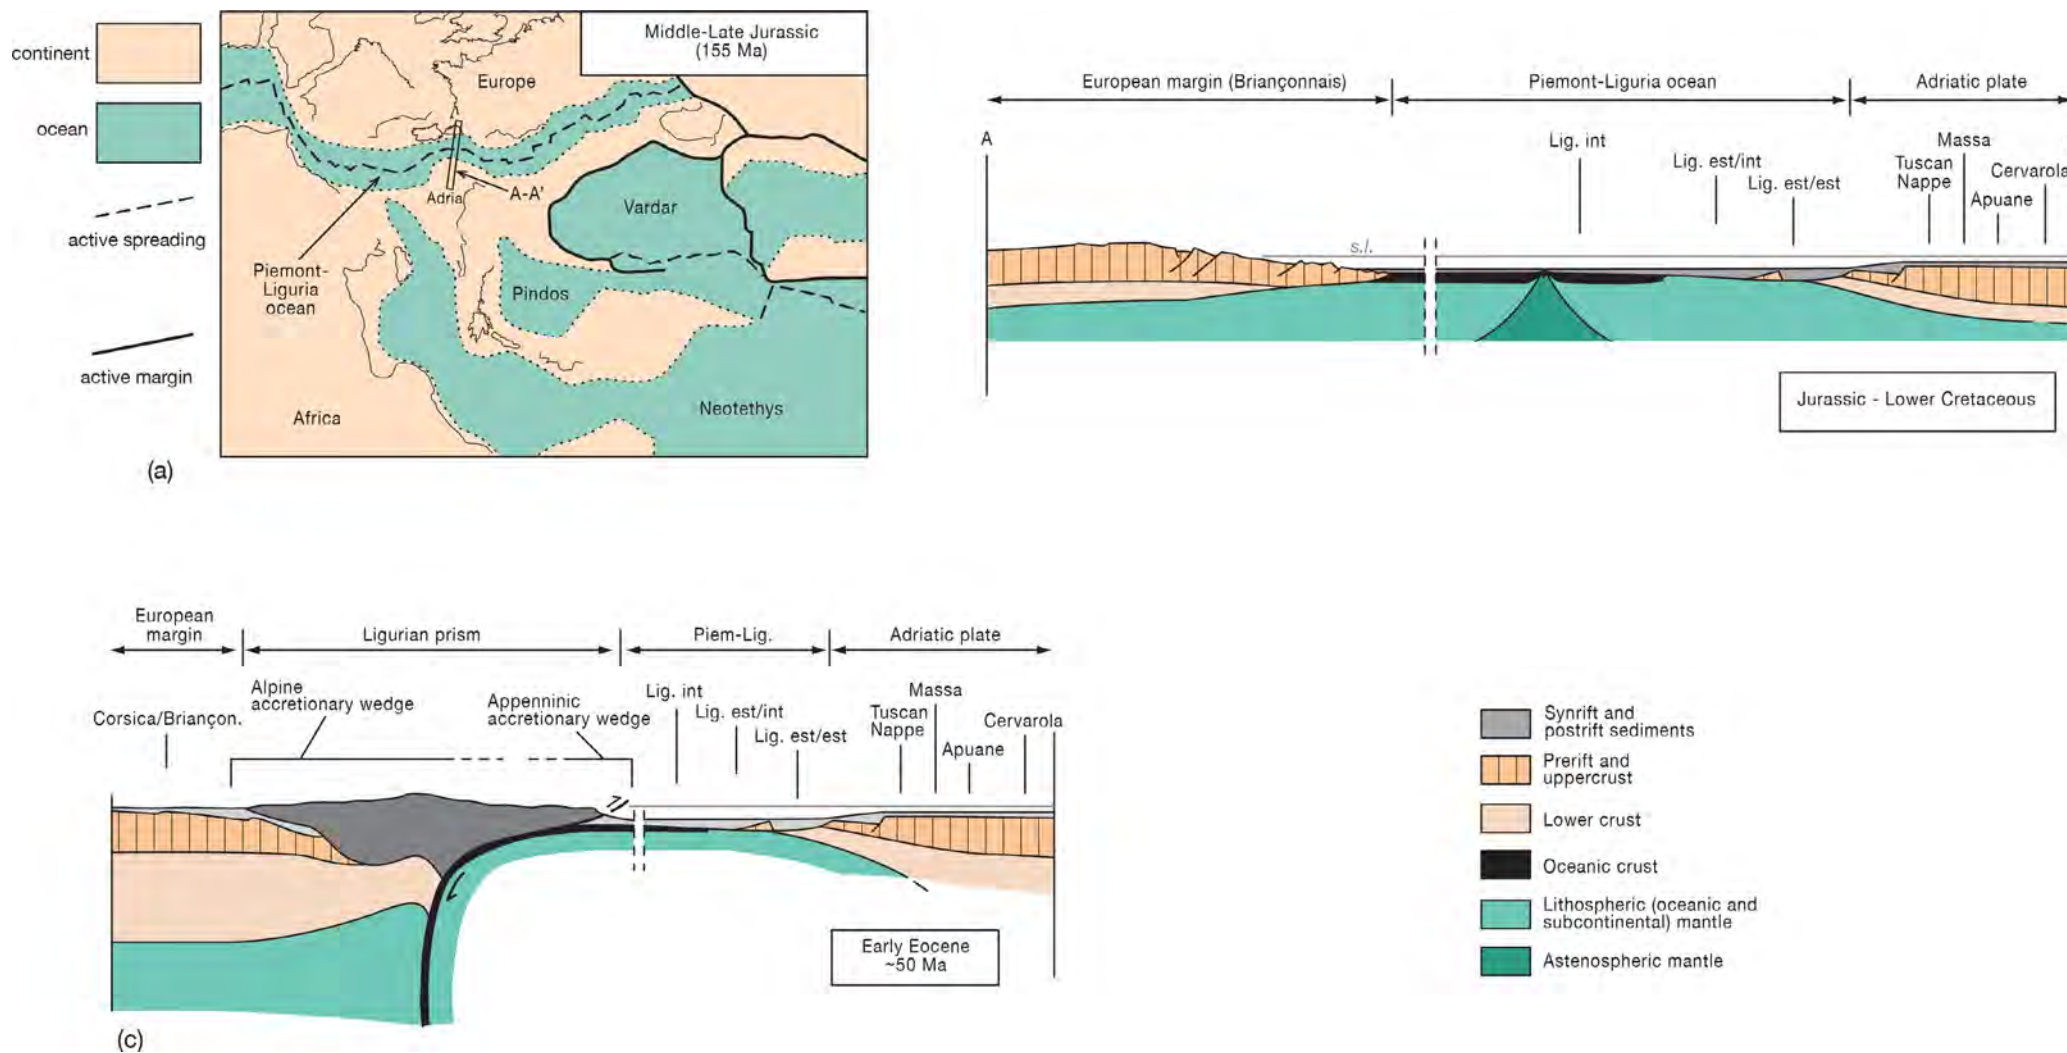 continent
ocean
active spreading
active margin
Middle-Late Jurassic
(155 Ma)
Europe
Adria
A-A'
Vardar
Piemont-
Liguria
ocean
Pindos
Africa
Neotethys
(a)
European margin (Briançonnais)
Piemont-Liguria ocean
Adriatic plate
A
Lig. int
Lig. est/int
Lig. est/est
Massa
Tuscan
Nappe
Cervarola
Apuane
s.l.
Jurassic - Lower Cretaceous
European
margin
Ligurian prism
Piem-Lig.
Adriatic plate
Corsica/Briançon.
Alpine
accretionary wedge
Appenninic
accretionary wedge
Lig. int
Lig. est/int
Lig. est/est
Massa
Tuscan
Nappe
Cervarola
Apuane
Early Eocene
~50 Ma
(c)
Synrift and
postrift sediments
Prerift and
uppercrust
Lower crust
Oceanic crust
Lithospheric (oceanic and
subcontinental) mantle
Astenospheric mantle